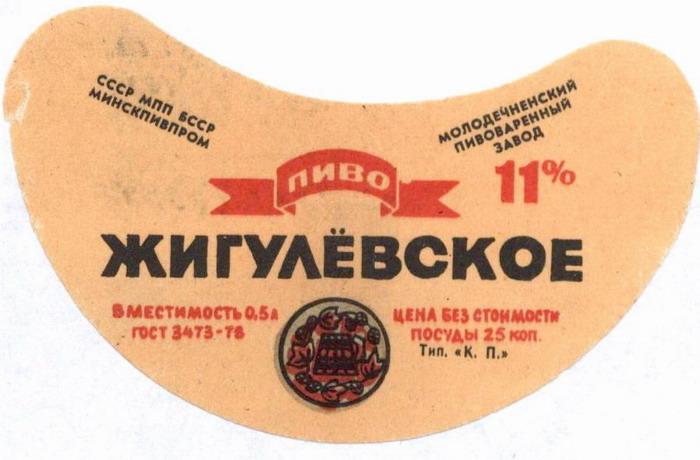 СССР МПП БССР
МИНСКПИВПРОМ
МОЛОДЕЧНЕНСКИЙ
ПИВОВАРЕННЫЙ
ЗАВОД
ПИВО
11%
ЖИГУЛЁВСКОЕ
ВМЕСТИМОСТЬ 0,5 л
ГОСТ 3473-78
ЦЕНА БЕЗ СТОИМОСТИ
ПОСУДЫ 25 КОП.
Тип. «К. П.»